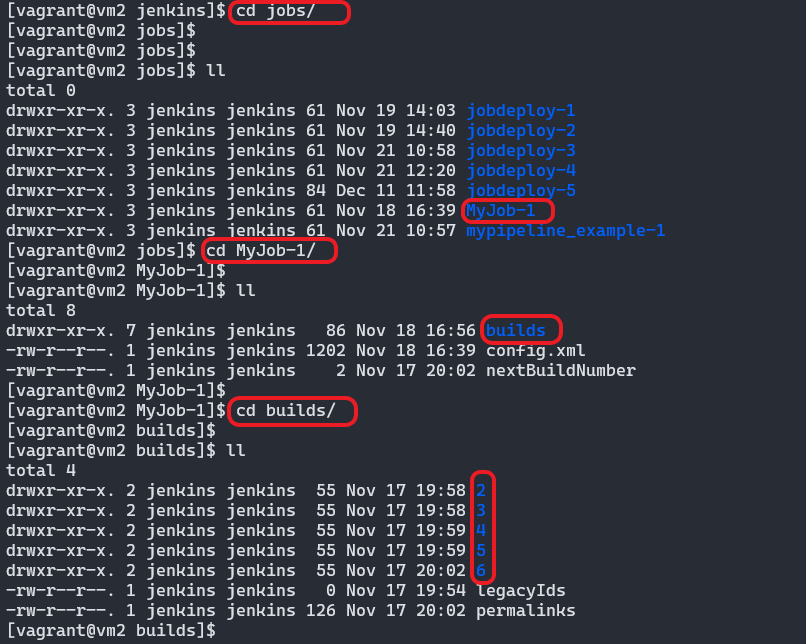 [vagrant@vm2 jenkins]$ cd jobs/
[vagrant@vm2 jobs]$
[vagrant@vm2 jobs]$
[vagrant@vm2 jobs]$ ll
total 0
drwxr-xr-x. 3 jenkins jenkins 61 Nov 19 14:03 jobdeploy-1
drwxr-xr-x. 3 jenkins jenkins 61 Nov 19 14:40 jobdeploy-2
drwxr-xr-x. 3 jenkins jenkins 61 Nov 21 10:58 jobdeploy-3
drwxr-xr-x. 3 jenkins jenkins 61 Nov 21 12:20 jobdeploy-4
drwxr-xr-x. 3 jenkins jenkins 84 Dec 11 11:58 jobdeploy-5
drwxr-xr-x. 3 jenkins jenkins 61 Nov 18 16:39 MyJob-1
drwxr-xr-x. 3 jenkins jenkins 61 Nov 21 10:57 mypipeline_example-1
[vagrant@vm2 jobs]$ cd MyJob-1/
[vagrant@vm2 MyJob-1]$
[vagrant@vm2 MyJob-1]$ ll
total 8
drwxr-xr-x. 7 jenkins jenkins   86 Nov 18 16:56 builds
-rw-r--r--. 1 jenkins jenkins 1202 Nov 18 16:39 config.xml
-rw-r--r--. 1 jenkins jenkins    2 Nov 17 20:02 nextBuildNumber
[vagrant@vm2 MyJob-1]$
[vagrant@vm2 MyJob-1]$ cd builds/
[vagrant@vm2 builds]$
[vagrant@vm2 builds]$ ll
total 4
drwxr-xr-x. 2 jenkins jenkins  55 Nov 17 19:58 2
drwxr-xr-x. 2 jenkins jenkins  55 Nov 17 19:58 3
drwxr-xr-x. 2 jenkins jenkins  55 Nov 17 19:59 4
drwxr-xr-x. 2 jenkins jenkins  55 Nov 17 19:59 5
drwxr-xr-x. 2 jenkins jenkins  55 Nov 17 20:02 6
-rw-r--r--. 1 jenkins jenkins   0 Nov 17 19:54 legacyIds
-rw-r--r--. 1 jenkins jenkins 126 Nov 17 20:02 permalinks
[vagrant@vm2 builds]$